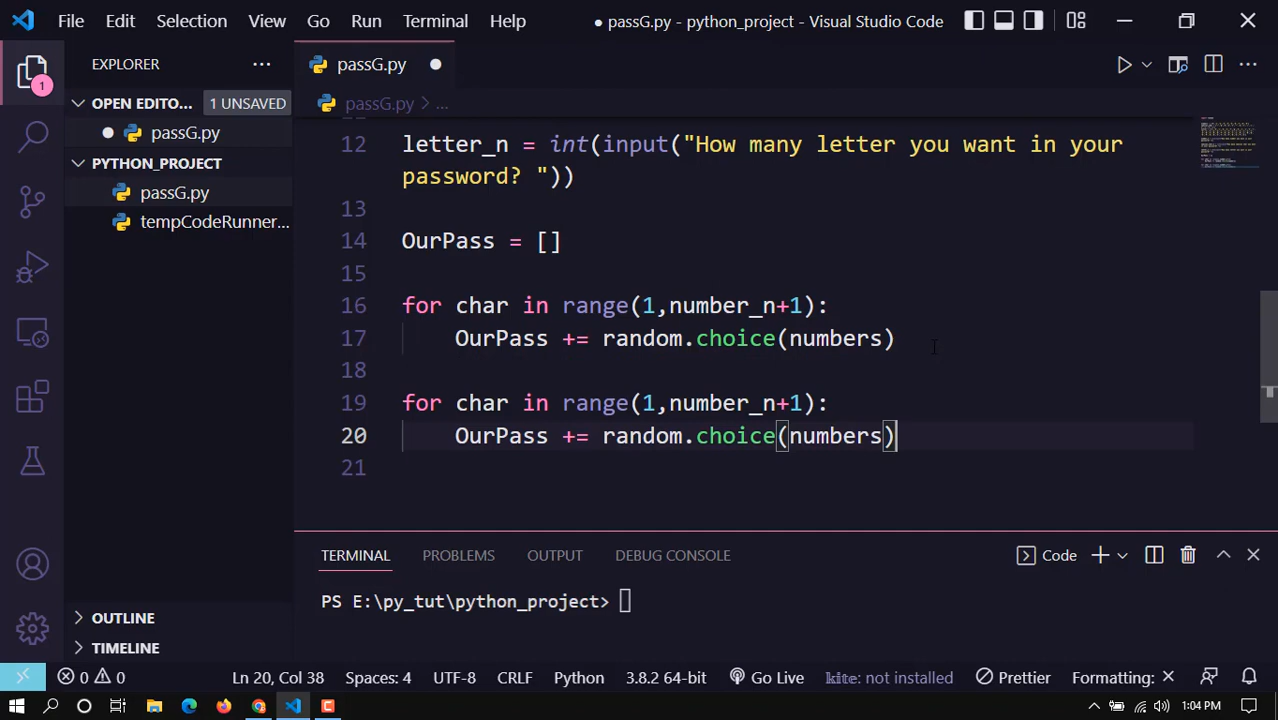 File Edit Selection View Go Run Terminal Help ● passG.py - python_project - Visual Studio Code
EXPLORER ...
passG.py
1
OPEN EDITO... 1 UNSAVED
passG.py > ...
passG.py
PYTHON_PROJECT
passG.py
tempCodeRunner...
12 letter_n = int(input("How many letter you want in your
password? "))
13
14 OurPass = []
15
16 for char in range(1,number_n+1):
17 OurPass += random.choice(numbers)
18
19 for char in range(1,number_n+1):
20 OurPass += random.choice(numbers)
21
TERMINAL PROBLEMS OUTPUT DEBUG CONSOLE Code
PS E:\py_tut\python_project>
OUTLINE
TIMELINE
0 0 Ln 20, Col 38 Spaces: 4 UTF-8 CRLF Python 3.8.2 64-bit Go Live kite: not installed Prettier Formatting: ×
1:04 PM